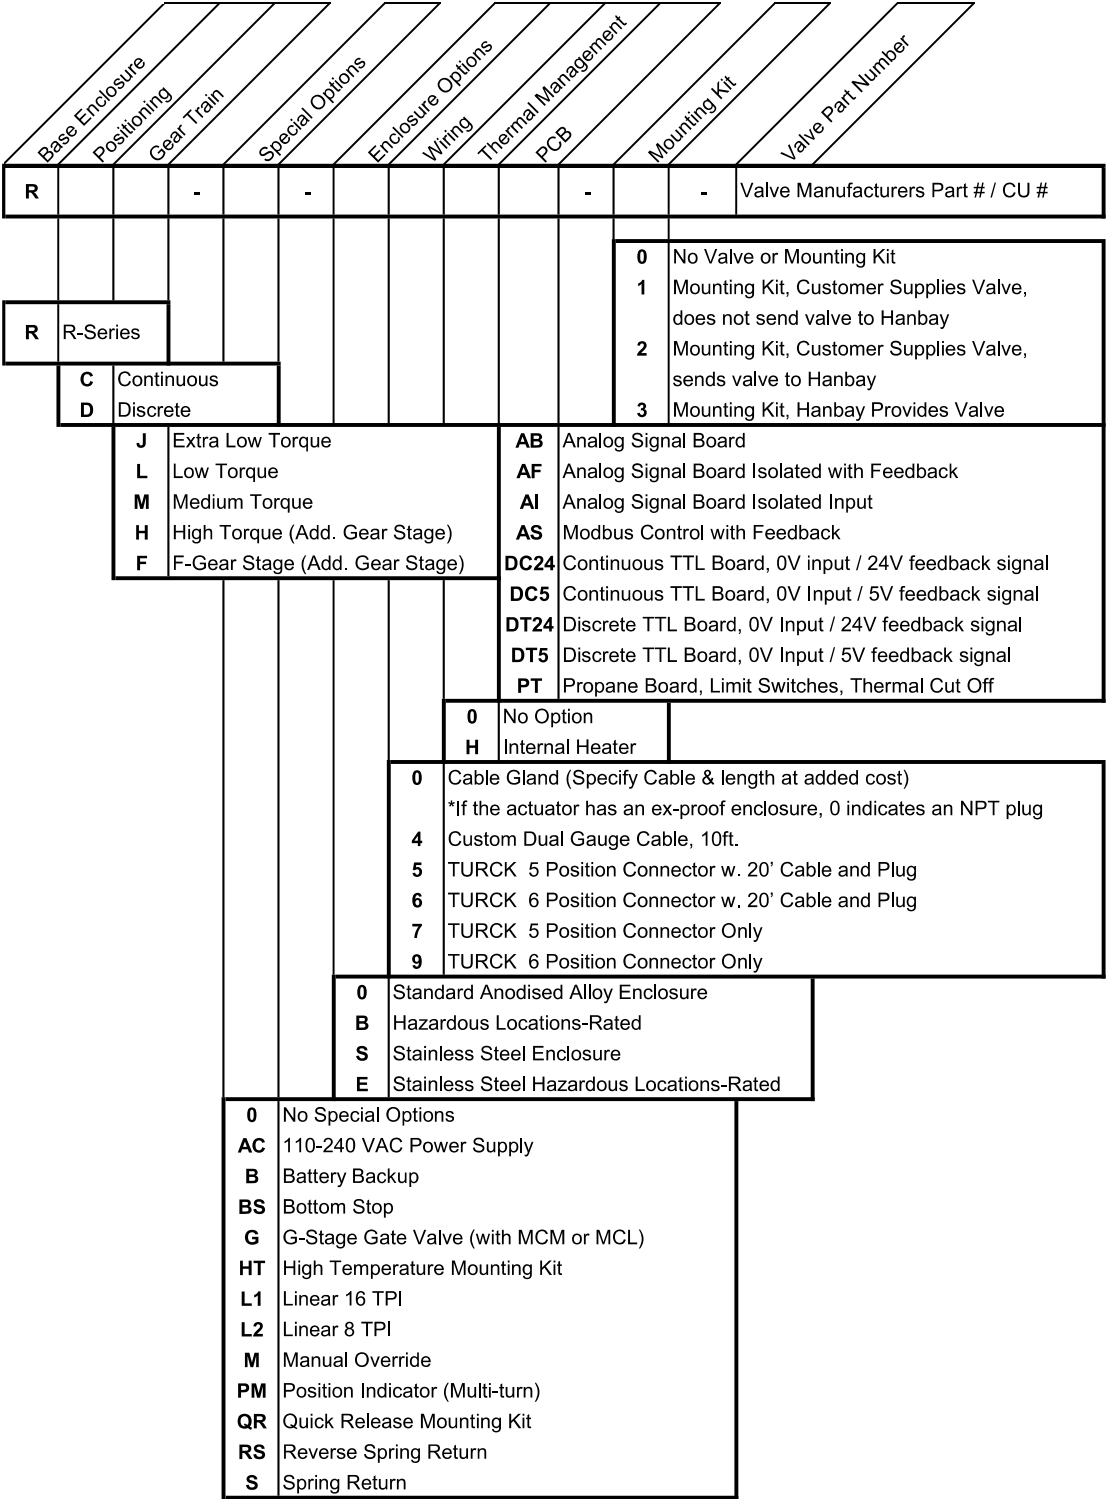 Base Enclosure
Positioning
Gear Train
Special Options
Enclosure Options
Wiring
Thermal Management
PCB
Mounting Kit
Valve Part Number
R - - - - Valve Manufacturers Part # / CU #
0 No Valve or Mounting Kit
1 Mounting Kit, Customer Supplies Valve,
does not send valve to Hanbay
2 Mounting Kit, Customer Supplies Valve,
sends valve to Hanbay
3 Mounting Kit, Hanbay Provides Valve
R R-Series
C Continuous
D Discrete
J Extra Low Torque
L Low Torque
M Medium Torque
H High Torque (Add. Gear Stage)
F F-Gear Stage (Add. Gear Stage)
AB Analog Signal Board
AF Analog Signal Board Isolated with Feedback
AI Analog Signal Board Isolated Input
AS Modbus Control with Feedback
DC24 Continuous TTL Board, 0V input / 24V feedback signal
DC5 Continuous TTL Board, 0V Input / 5V feedback signal
DT24 Discrete TTL Board, 0V Input / 24V feedback signal
DT5 Discrete TTL Board, 0V Input / 5V feedback signal
PT Propane Board, Limit Switches, Thermal Cut Off
0 No Option
H Internal Heater
0 Cable Gland (Specify Cable & length at added cost)
*If the actuator has an ex-proof enclosure, 0 indicates an NPT plug
4 Custom Dual Gauge Cable, 10ft.
5 TURCK 5 Position Connector w. 20' Cable and Plug
6 TURCK 6 Position Connector w. 20' Cable and Plug
7 TURCK 5 Position Connector Only
9 TURCK 6 Position Connector Only
0 Standard Anodised Alloy Enclosure
B Hazardous Locations-Rated
S Stainless Steel Enclosure
E Stainless Steel Hazardous Locations-Rated
0 No Special Options
AC 110-240 VAC Power Supply
B Battery Backup
BS Bottom Stop
G G-Stage Gate Valve (with MCM or MCL)
HT High Temperature Mounting Kit
L1 Linear 16 TPI
L2 Linear 8 TPI
M Manual Override
PM Position Indicator (Multi-turn)
QR Quick Release Mounting Kit
RS Reverse Spring Return
S Spring Return